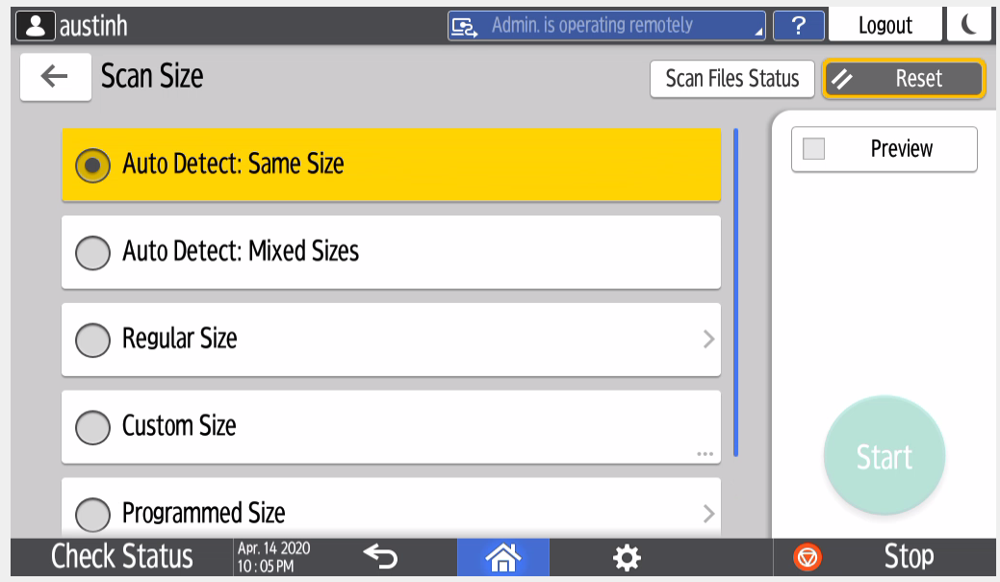 austinh
Admin. is operating remotely
?
Logout
Scan Size
Scan Files Status
Reset
Auto Detect: Same Size
Preview
Auto Detect: Mixed Sizes
Regular Size
Custom Size
...
Start
Programmed Size
Check Status
Apr. 14 2020
10 : 05 PM
Stop